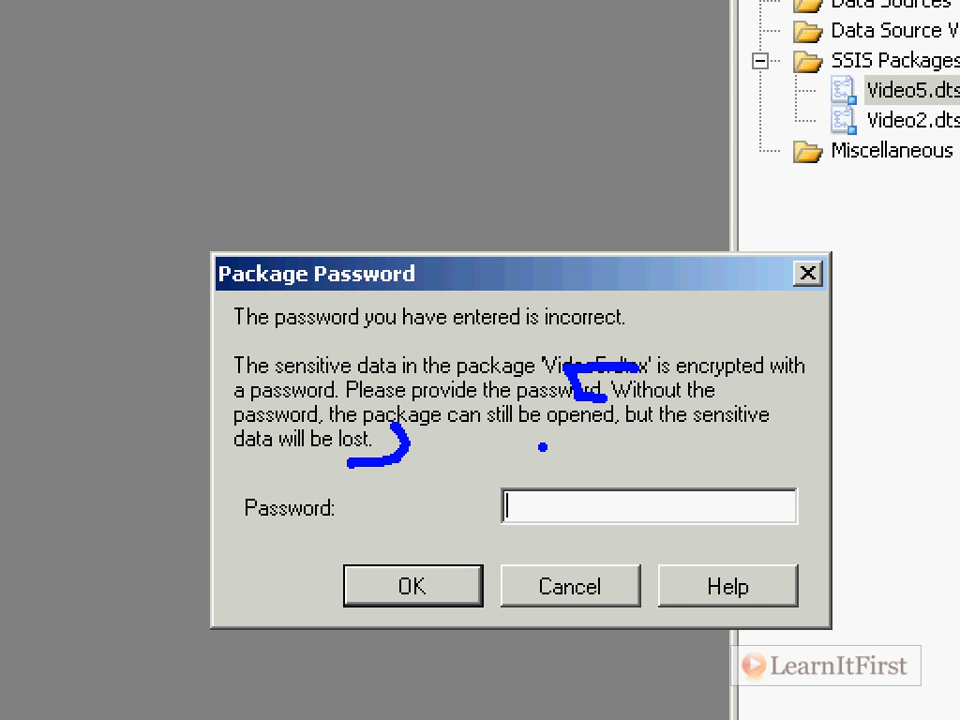 Data Sources
Data Source V
SSIS Packages
Video5.dts
Video2.dts
Miscellaneous
Package Password
The password you have entered is incorrect.
The sensitive data in the package 'Video5.dtsx' is encrypted with
a password. Please provide the password. Without the
password, the package can still be opened, but the sensitive
data will be lost.
Password:
OK
Cancel
Help
LearnItFirst